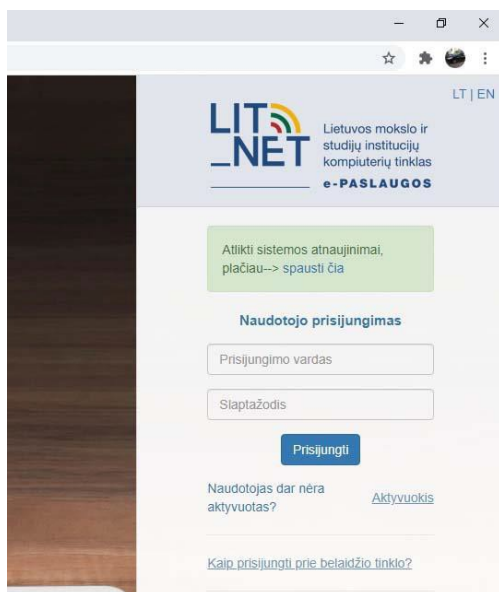 LT | EN
LIT
_NET
Lietuvos mokslo ir
studijų institucijų
kompiuterių tinklas
e-PASLAUGOS
Atlikti sistemos atnaujinimai,
plačiau--> spausti čia
Naudotojo prisijungimas
Prisijungimo vardas
Slaptažodis
Prisijungti
Naudotojas dar nėra
aktyvuotas?
Aktyvuokis
Kaip prisijungti prie belaidžio tinklo?